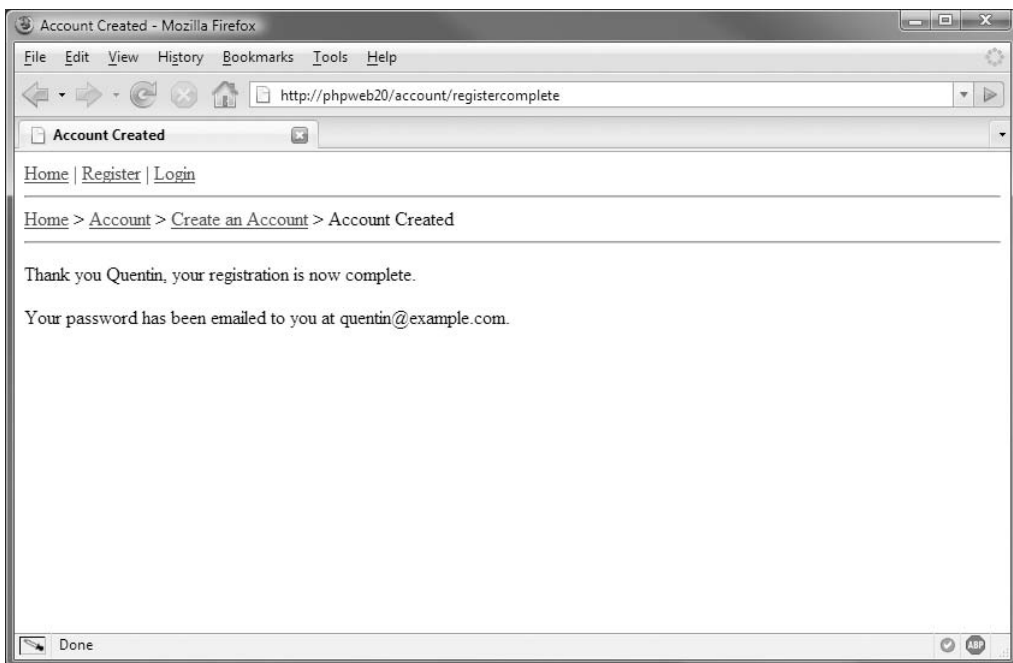 Account Created - Mozilla Firefox
File Edit View History Bookmarks Tools Help
http://phpweb20/account/registercomplete
Account Created
Home | Register | Login
Home > Account > Create an Account > Account Created
Thank you Quentin, your registration is now complete.
Your password has been emailed to you at quentin@example.com.
Done
ABP